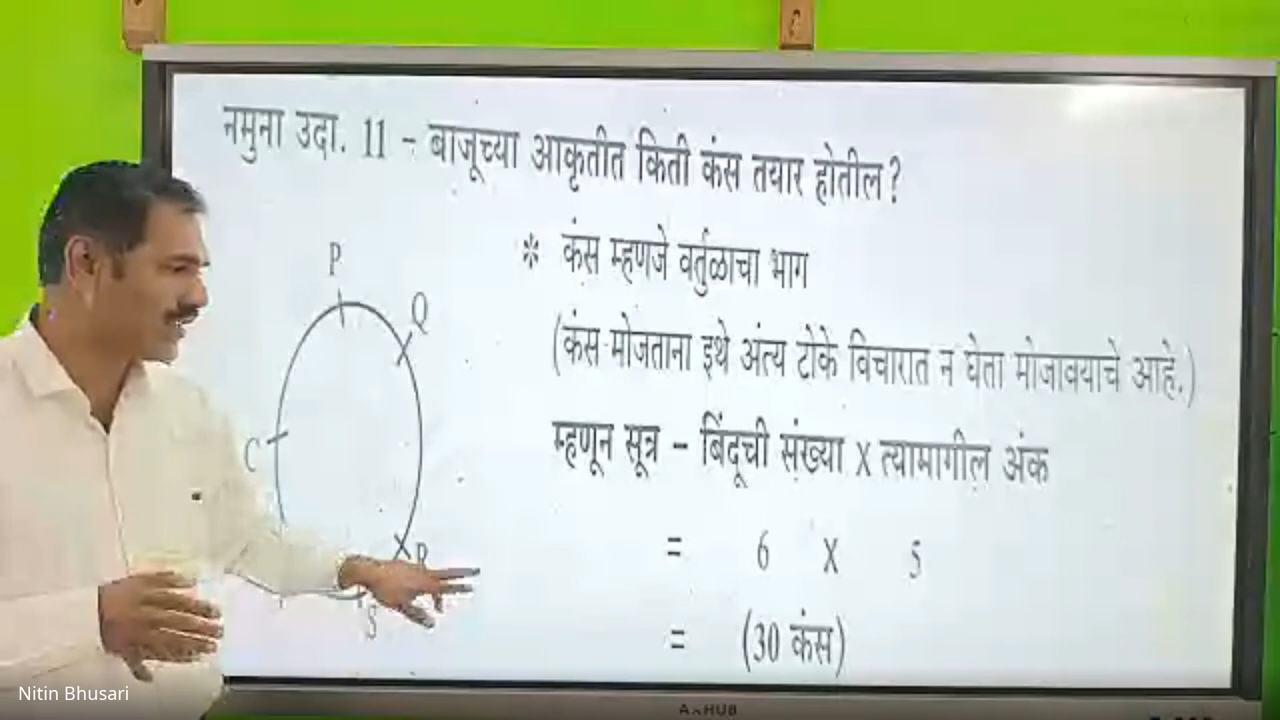 नमुना उदा. 11 - बाजूच्या आकृतीत किती कंस तयार होतील?
* कंस म्हणजे वर्तुळाचा भाग
(कंस मोजताना इथे अंत्य टोके विचारात न घेता मोजावयाचे आहे.)
म्हणून सूत्र - बिंदूची संख्या x त्यामागील अंक
= 6 X 5
= (30 कंस)
P
Q
C
R
S
Nitin Bhusari